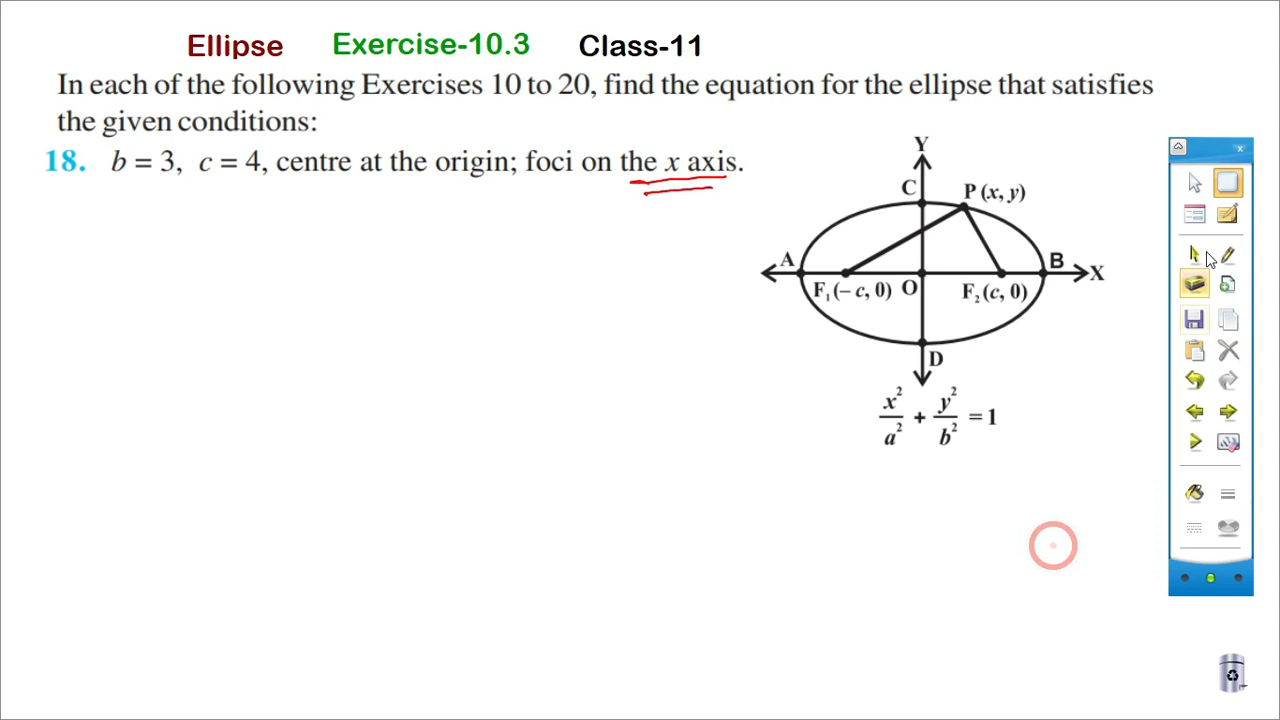 Ellipse Exercise-10.3 Class-11
In each of the following Exercises 10 to 20, find the equation for the ellipse that satisfies
the given conditions:
18. b = 3, c = 4, centre at the origin; foci on the x axis.
Y
C P (x, y)
A B X
F₁(– c, 0) O F₂(c, 0)
D
x²/a² + y²/b² = 1